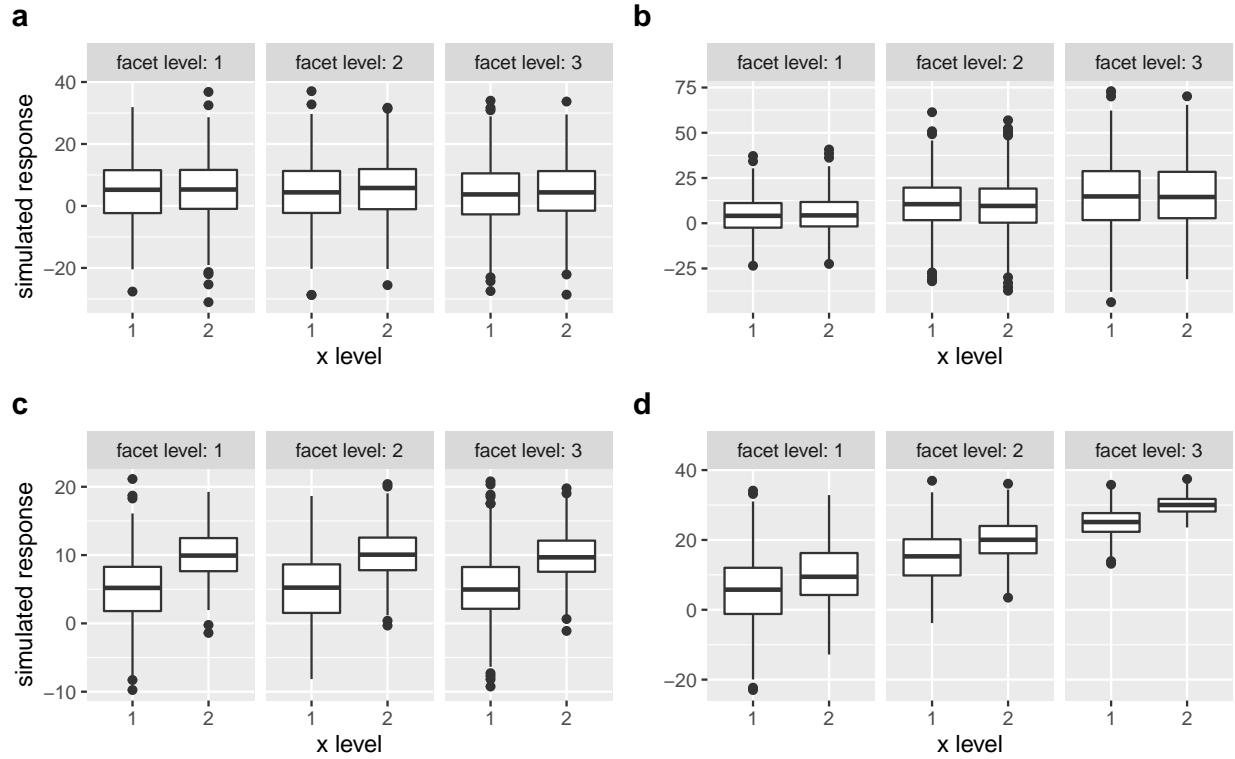 a
facet level: 1
facet level: 2
facet level: 3
40
20
0
−20
simulated response
1
2
1
2
1
2
x level
b
facet level: 1
facet level: 2
facet level: 3
75
50
25
0
−25
1
2
1
2
1
2
x level
c
facet level: 1
facet level: 2
facet level: 3
20
10
0
−10
simulated response
1
2
1
2
1
2
x level
d
facet level: 1
facet level: 2
facet level: 3
40
20
0
−20
1
2
1
2
1
2
x level